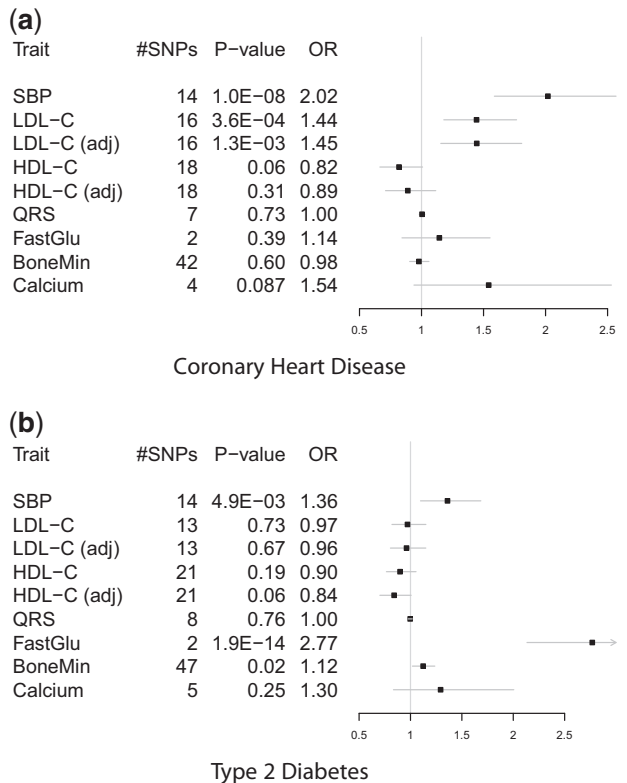 (a)
Trait #SNPs P−value OR
SBP 14 1.0E−08 2.02
LDL−C 16 3.6E−04 1.44
LDL−C (adj) 16 1.3E−03 1.45
HDL−C 18 0.06 0.82
HDL−C (adj) 18 0.31 0.89
QRS 7 0.73 1.00
FastGlu 2 0.39 1.14
BoneMin 42 0.60 0.98
Calcium 4 0.087 1.54
0.5 1 1.5 2 2.5
Coronary Heart Disease
(b)
Trait #SNPs P−value OR
SBP 14 4.9E−03 1.36
LDL−C 13 0.73 0.97
LDL−C (adj) 13 0.67 0.96
HDL−C 21 0.19 0.90
HDL−C (adj) 21 0.06 0.84
QRS 8 0.76 1.00
FastGlu 2 1.9E−14 2.77
BoneMin 47 0.02 1.12
Calcium 5 0.25 1.30
0.5 1 1.5 2 2.5
Type 2 Diabetes